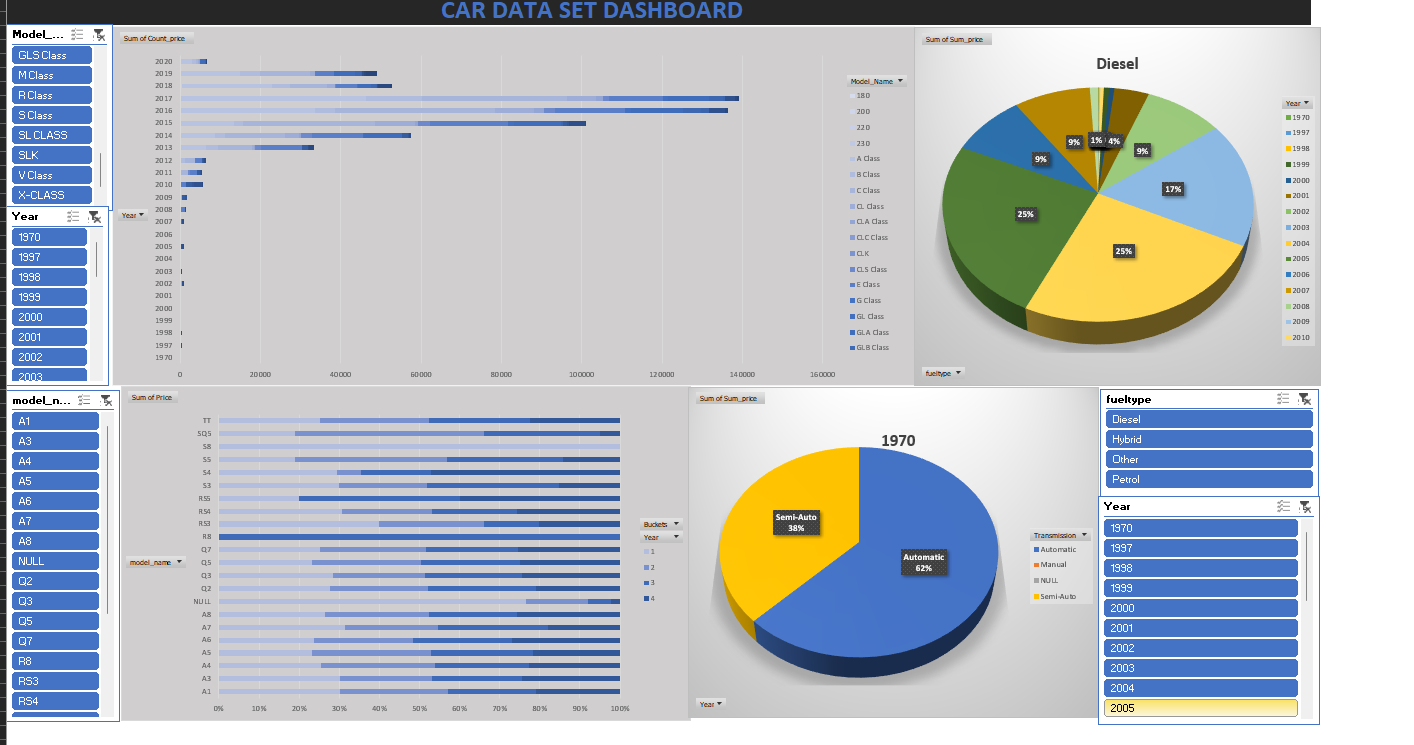 CAR DATA SET DASHBOARD
Model_...
GLS Class
M Class
R Class
S Class
SL CLASS
SLK
V Class
X-CLASS
Year
1970
1997
1998
1999
2000
2001
2002
2003
Sum of Count_price
2020
2019
2018
2017
2016
2015
2014
2013
2012
2011
2010
2009
2008
2007
2006
2005
2004
2003
2002
2001
2000
1999
1998
1997
1970
Year
0 20000 40000 60000 80000 100000 120000 140000 160000
Model_Name
180
200
220
230
A Class
B Class
C Class
CL Class
CLA Class
CLC Class
CLK
CLS Class
E Class
G Class
GL Class
GLA Class
GLB Class
Sum of Sum_price
Diesel
1% 4%
9% 9%
9% 17%
25%
25%
Year
1970
1997
1998
1999
2000
2001
2002
2003
2004
2005
2006
2007
2008
2009
2010
fueltype
model_n...
A1
A3
A4
A5
A6
A7
A8
NULL
Q2
Q3
Q5
Q7
R8
RS3
RS4
Sum of Price
TT
SQ5
S8
S5
S4
S3
RS5
RS4
RS3
R8
Q7
Q5
Q3
Q2
NULL
A8
A7
A6
A5
A4
A3
A1
model_name
0% 10% 20% 30% 40% 50% 60% 70% 80% 90% 100%
Buckets
Year
1
2
3
4
Sum of Sum_price
1970
Semi-Auto
38%
Automatic
62%
Transmission
Automatic
Manual
NULL
Semi-Auto
Year
fueltype
Diesel
Hybrid
Other
Petrol
Year
1970
1997
1998
1999
2000
2001
2002
2003
2004
2005